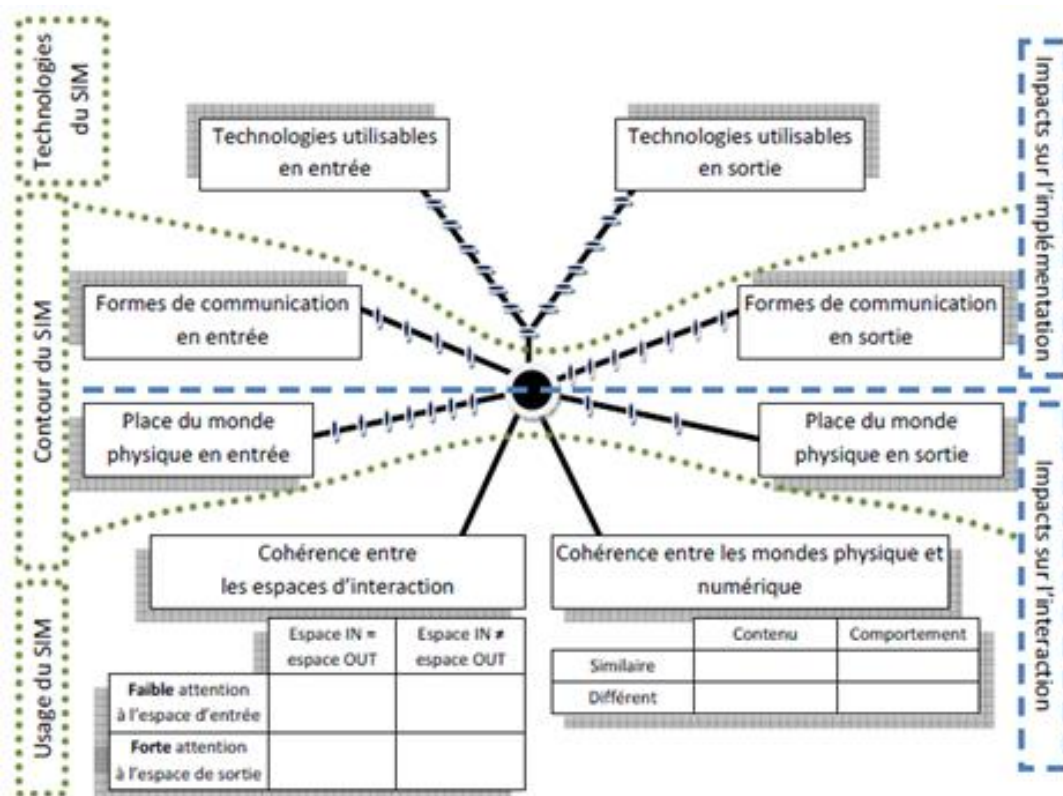 Technologies
du SIM
Contour du SIM
Usage du SIM
Technologies utilisables
en entrée
Technologies utilisables
en sortie
Formes de communication
en entrée
Formes de communication
en sortie
Place du monde
physique en entrée
Place du monde
physique en sortie
Cohérence entre
les espaces d'interaction
Cohérence entre les mondes physique et
numérique
Espace IN =
espace OUT
Espace IN ≠
espace OUT
Faible attention
à l'espace d'entrée
Forte attention
à l'espace de sortie
Contenu
Comportement
Similaire
Différent
Impacts sur l'implémentation
Impacts sur l'interaction